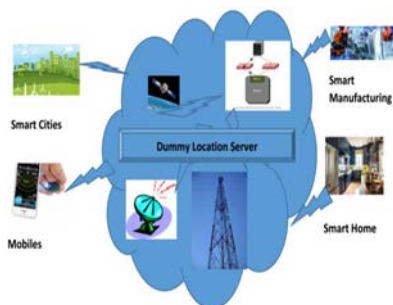 Smart
Manufacturing
Smart Cities
Dummy Location Server
Mobiles
Smart Home